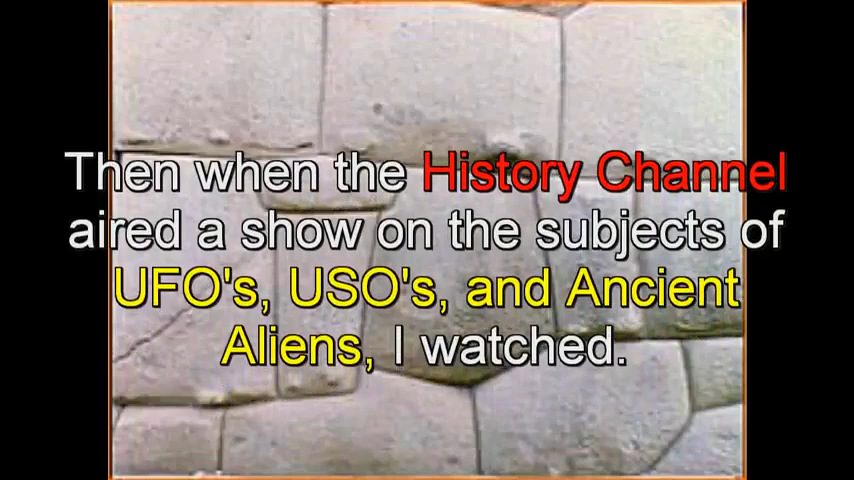 Then when the History Channel
aired a show on the subjects of
UFO's, USO's, and Ancient
Aliens, I watched.